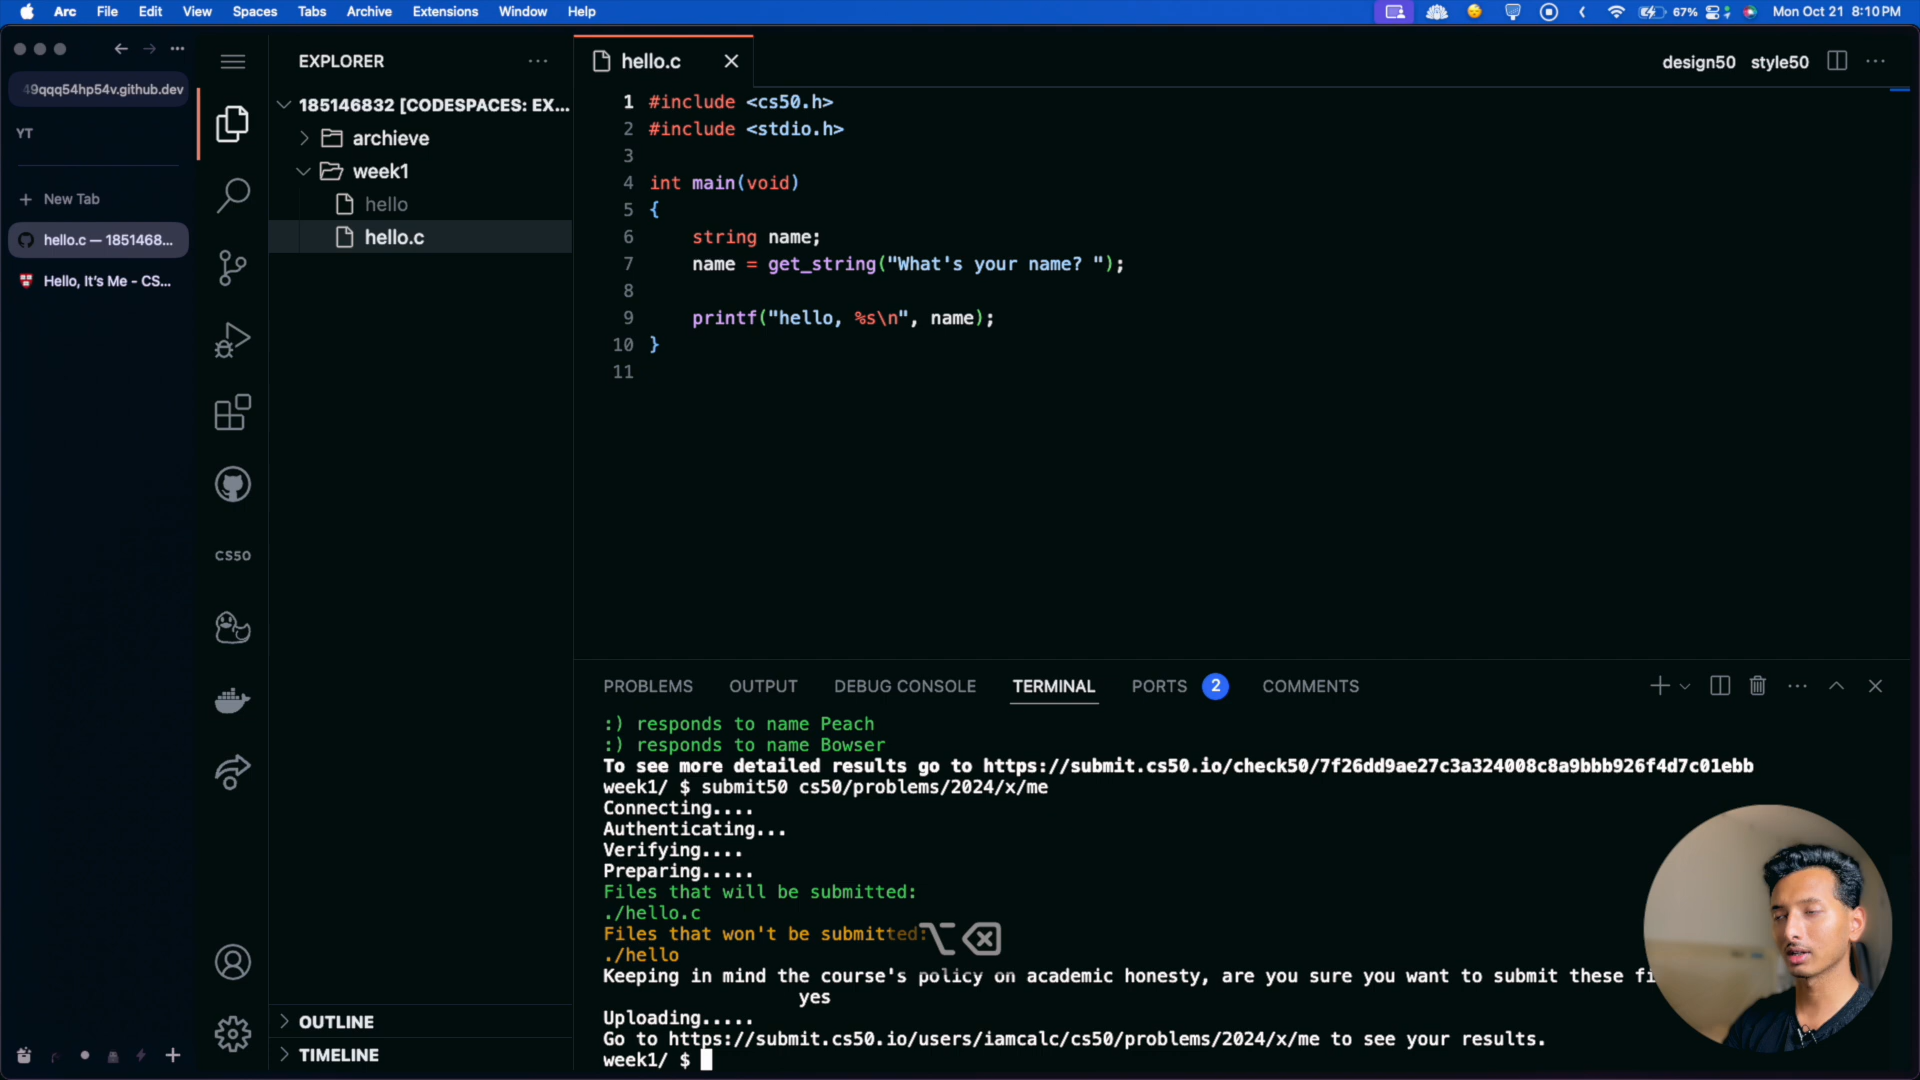 Arc File Edit View Spaces Tabs Archive Extensions Window Help
67% Mon Oct 21 8:10 PM
49qqq54hp54v.github.dev
YT
New Tab
hello.c — 1851468...
Hello, It's Me - CS...
CS50
EXPLORER
185146832 [CODESPACES: EX...
archieve
week1
hello
hello.c
OUTLINE
TIMELINE
hello.c
design50 style50
1 #include <cs50.h>
2 #include <stdio.h>
3
4 int main(void)
5 {
6 string name;
7 name = get_string("What's your name? ");
8
9 printf("hello, %s\n", name);
10 }
11
PROBLEMS OUTPUT DEBUG CONSOLE TERMINAL PORTS 2 COMMENTS
:) responds to name Peach
:) responds to name Bowser
To see more detailed results go to https://submit.cs50.io/check50/7f26dd9ae27c3a324008c8a9bbb926f4d7c01ebb
week1/ $ submit50 cs50/problems/2024/x/me
Connecting....
Authenticating...
Verifying....
Preparing.....
Files that will be submitted:
./hello.c
Files that won't be submitted:
./hello
Keeping in mind the course's policy on academic honesty, are you sure you want to submit these
yes
Uploading.....
Go to https://submit.cs50.io/users/iamcalc/cs50/problems/2024/x/me to see your results.
week1/ $